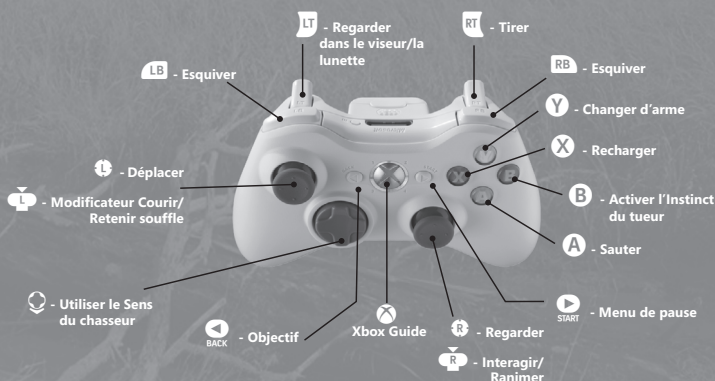 LT - Regarder
dans le viseur/la
lunette
RT - Tirer
LB - Esquiver
RB - Esquiver
Y - Changer d'arme
X - Recharger
B - Activer l'Instinct
du tueur
A - Sauter
L - Déplacer
L - Modificateur Courir/
Retenir souffle
- Utiliser le Sens
du chasseur
BACK - Objectif
Xbox Guide
R - Regarder
R - Interagir/
Ranimer
START - Menu de pause